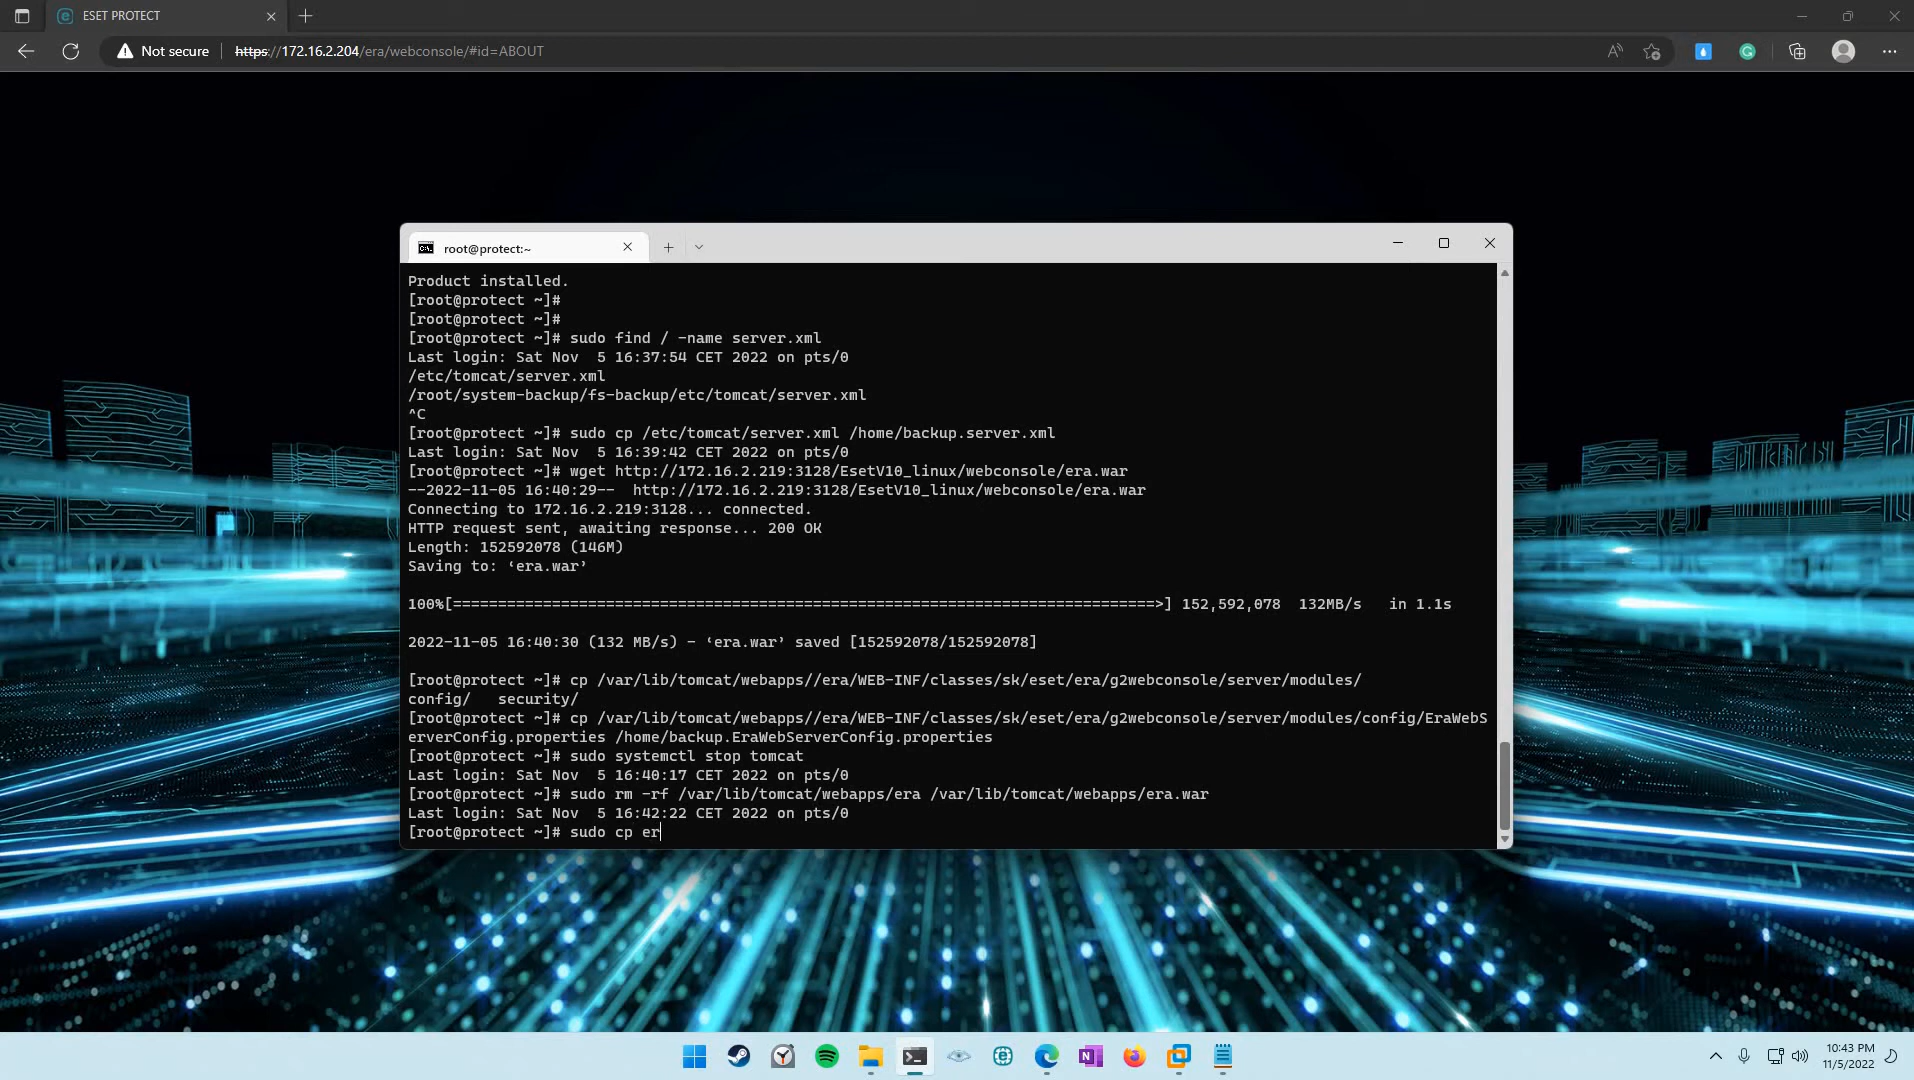 ESET PROTECT
Not secure https://172.16.2.204/era/webconsole/#id=ABOUT
root@protect:~
Product installed.
[root@protect ~]#
[root@protect ~]#
[root@protect ~]# sudo find / -name server.xml
Last login: Sat Nov  5 16:37:54 CET 2022 on pts/0
/etc/tomcat/server.xml
/root/system-backup/fs-backup/etc/tomcat/server.xml
^C
[root@protect ~]# sudo cp /etc/tomcat/server.xml /home/backup.server.xml
Last login: Sat Nov  5 16:39:42 CET 2022 on pts/0
[root@protect ~]# wget http://172.16.2.219:3128/EsetV10_linux/webconsole/era.war
--2022-11-05 16:40:29--  http://172.16.2.219:3128/EsetV10_linux/webconsole/era.war
Connecting to 172.16.2.219:3128... connected.
HTTP request sent, awaiting response... 200 OK
Length: 152592078 (146M)
Saving to: ‘era.war’
100%[==============================================================================>] 152,592,078  132MB/s   in 1.1s
2022-11-05 16:40:30 (132 MB/s) - ‘era.war’ saved [152592078/152592078]
[root@protect ~]# cp /var/lib/tomcat/webapps//era/WEB-INF/classes/sk/eset/era/g2webconsole/server/modules/
config/   security/
[root@protect ~]# cp /var/lib/tomcat/webapps//era/WEB-INF/classes/sk/eset/era/g2webconsole/server/modules/config/EraWebS
erverConfig.properties /home/backup.EraWebServerConfig.properties
[root@protect ~]# sudo systemctl stop tomcat
Last login: Sat Nov  5 16:40:17 CET 2022 on pts/0
[root@protect ~]# sudo rm -rf /var/lib/tomcat/webapps/era /var/lib/tomcat/webapps/era.war
Last login: Sat Nov  5 16:42:22 CET 2022 on pts/0
[root@protect ~]# sudo cp er
10:43 PM
11/5/2022